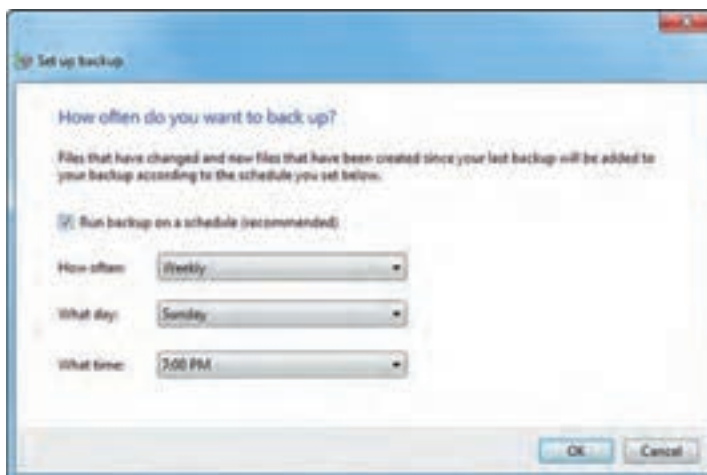 Set up backup
How often do you want to back up?
Files that have changed and new files that have been created since your last backup will be added to
your backup according to the schedule you set below.
Run backup on a schedule (recommended)
How often: Weekly
What day: Sunday
What time: 7:00 PM
OK Cancel